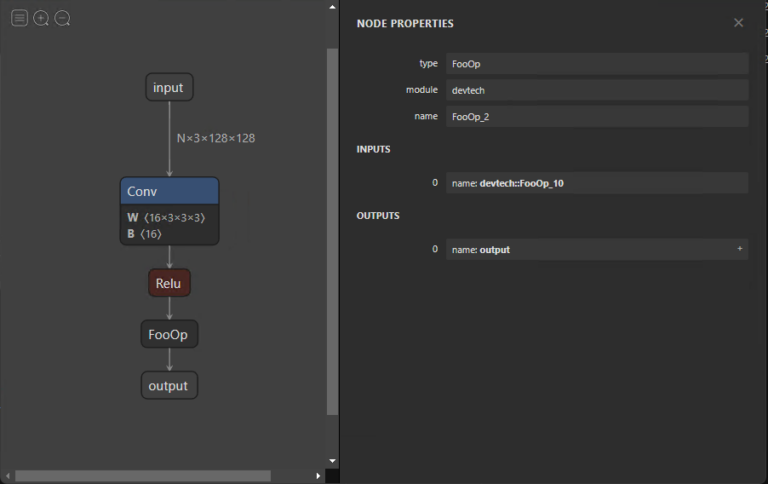 input
N×3×128×128
Conv
W ⟨16×3×3×3⟩
B ⟨16⟩
Relu
FooOp
output
NODE PROPERTIES
type FooOp
module devtech
name FooOp_2
INPUTS
0 name: devtech::FooOp_10
OUTPUTS
0 name: output +